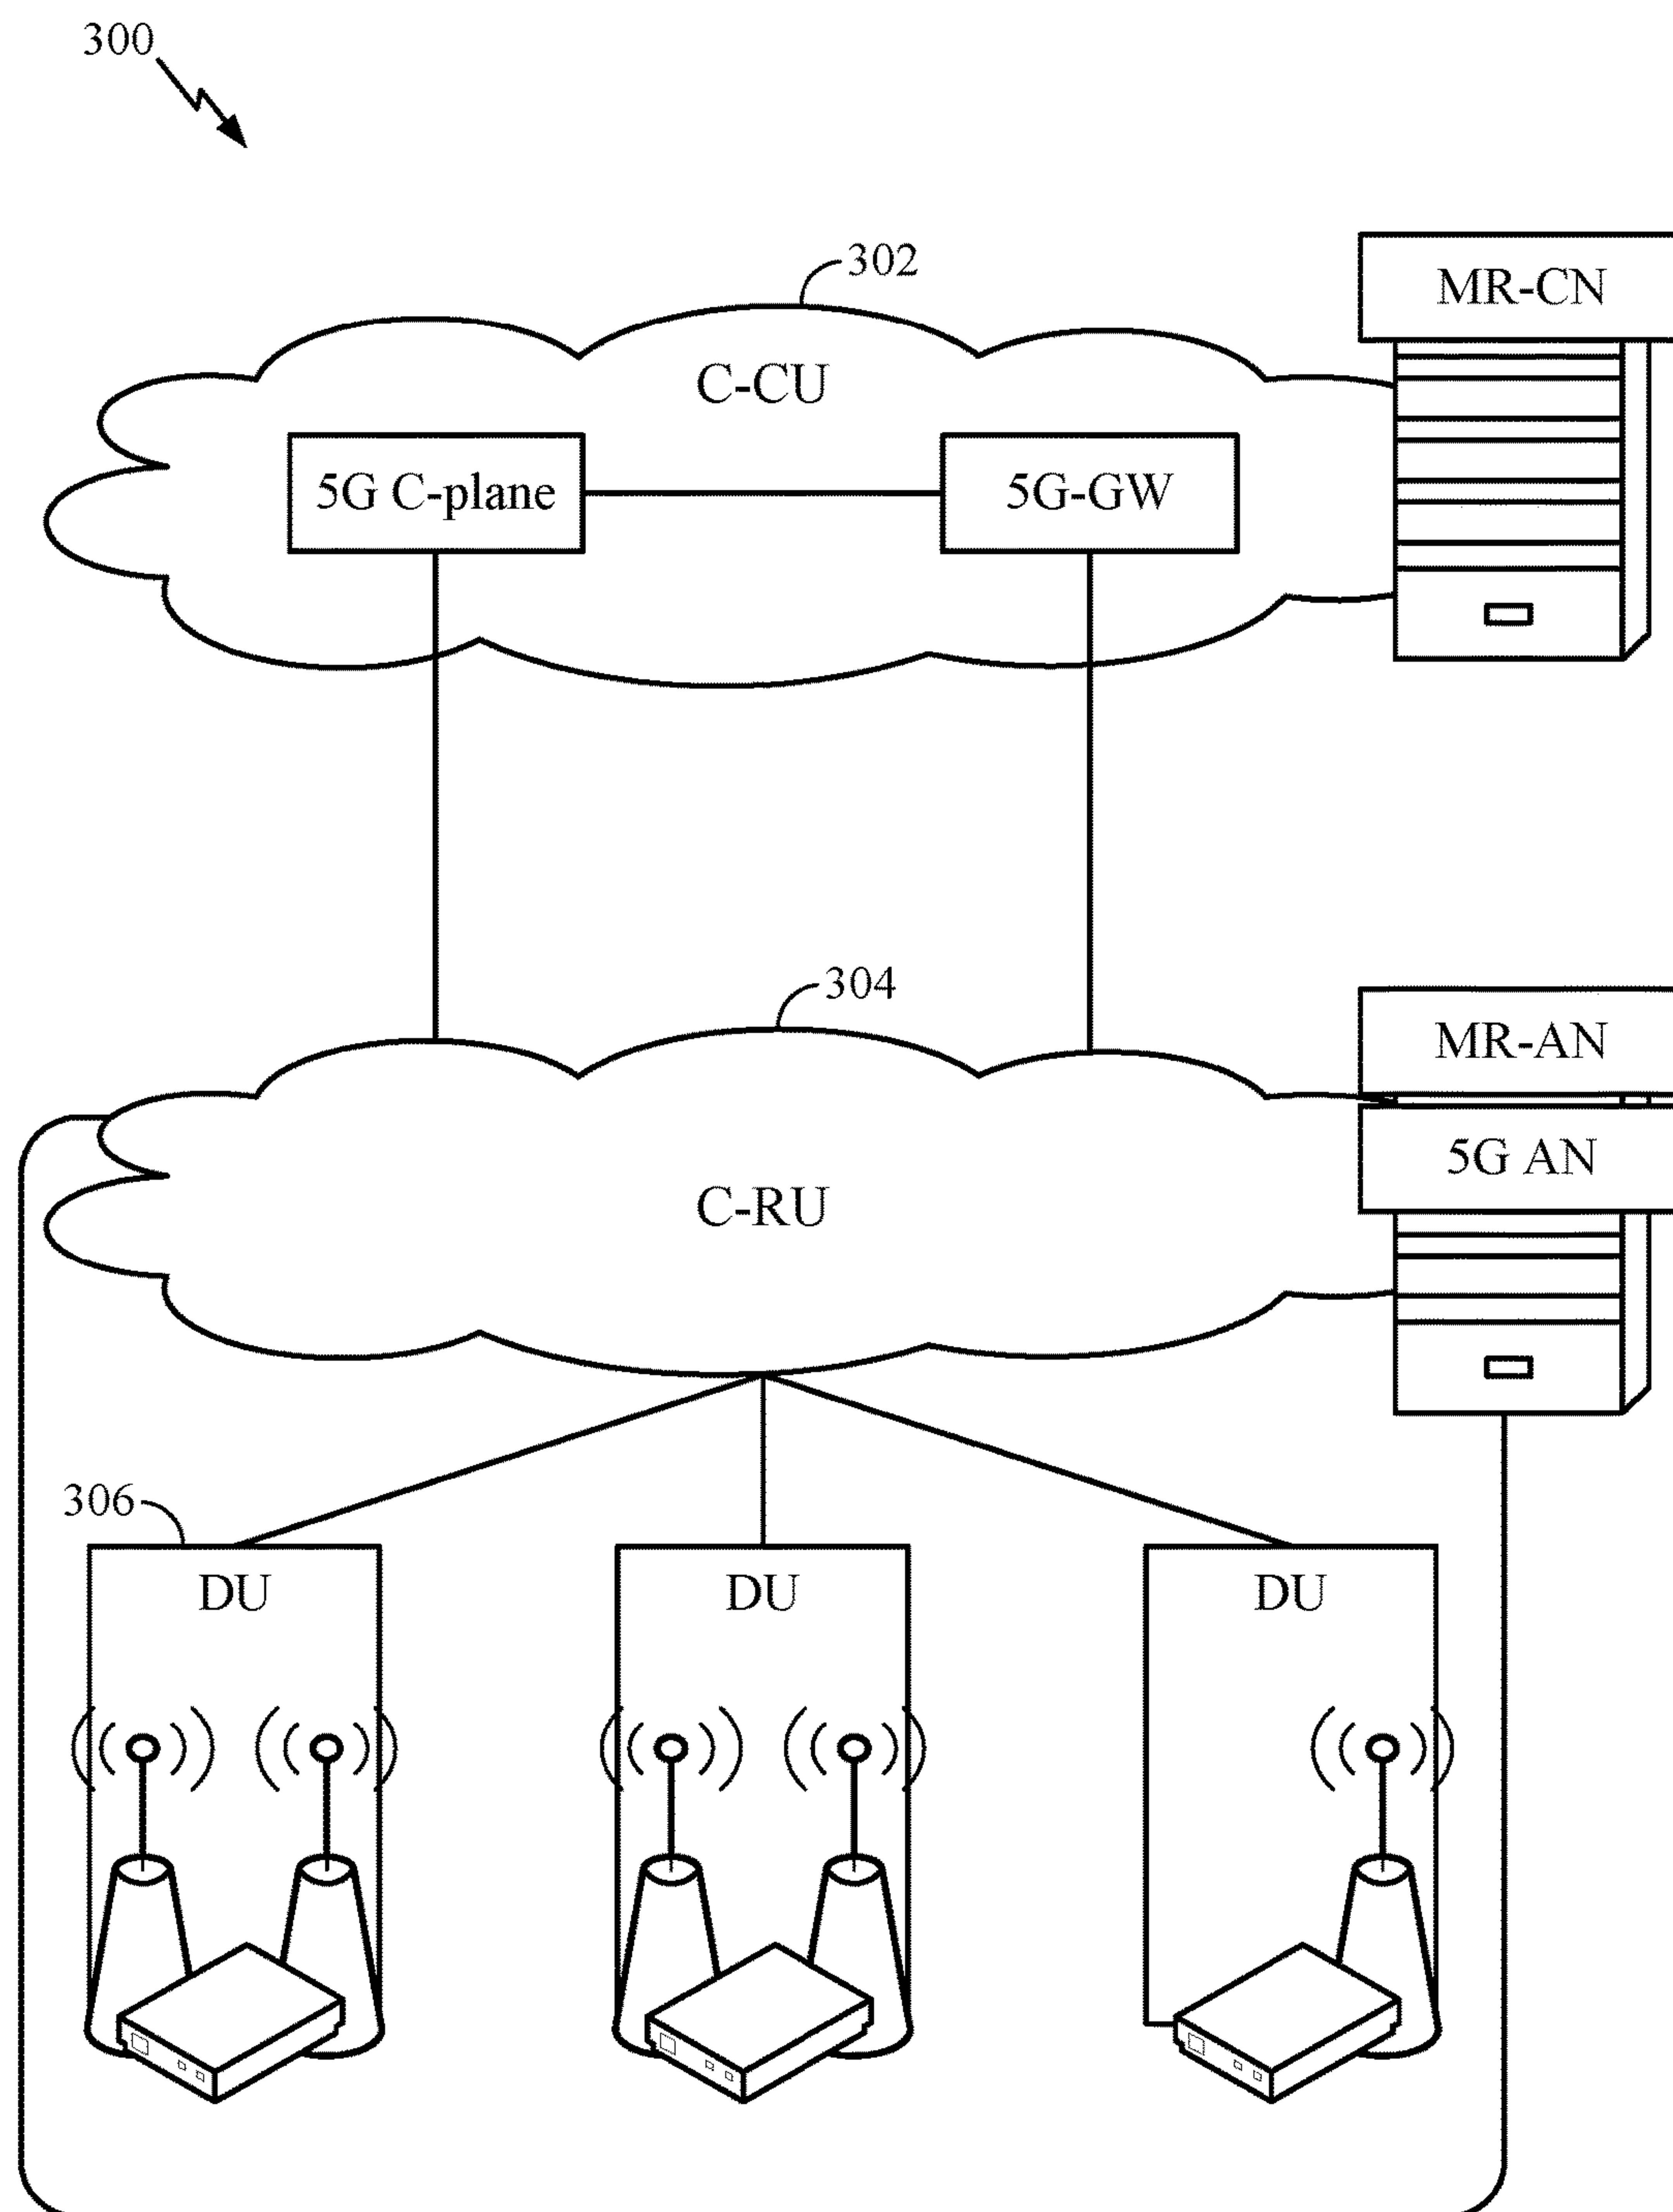 300
302
MR-CN
C-CU
5G C-plane
5G-GW
304
MR-AN
5G AN
C-RU
306
DU
DU
DU